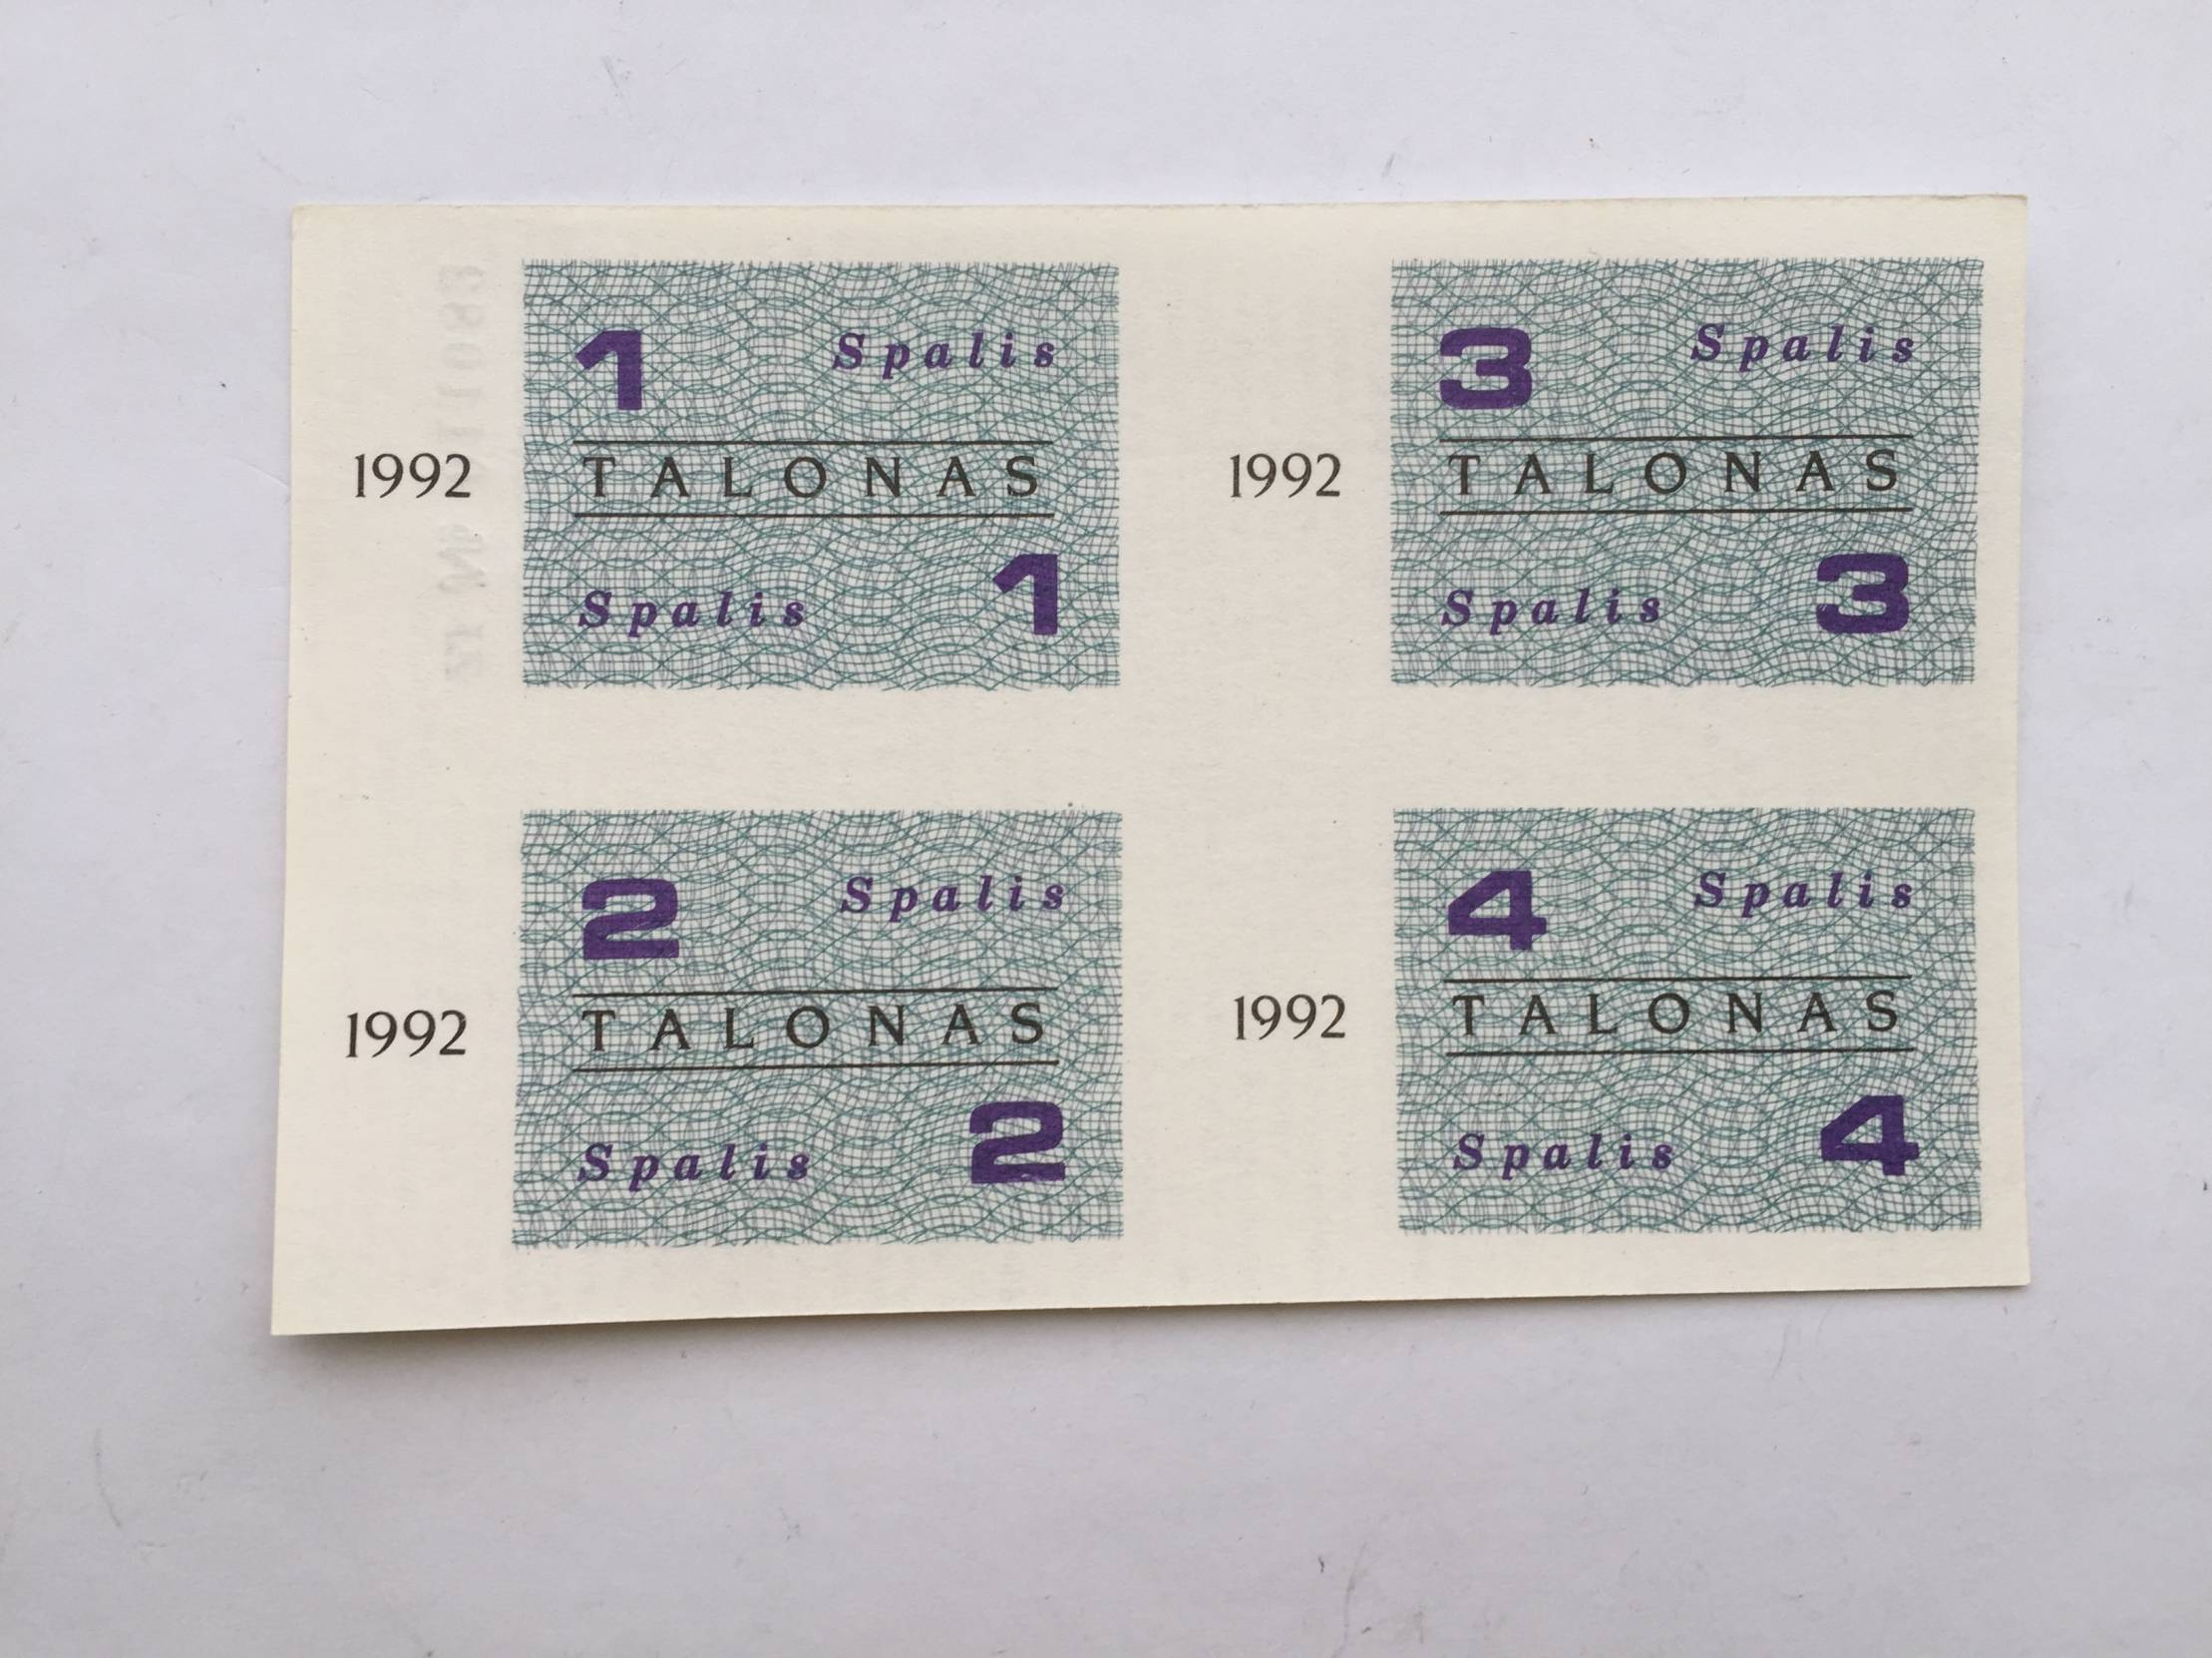 1 Spalis
1992 TALONAS
Spalis 1
3 Spalis
1992 TALONAS
Spalis 3
2 Spalis
1992 TALONAS
Spalis 2
4 Spalis
1992 TALONAS
Spalis 4